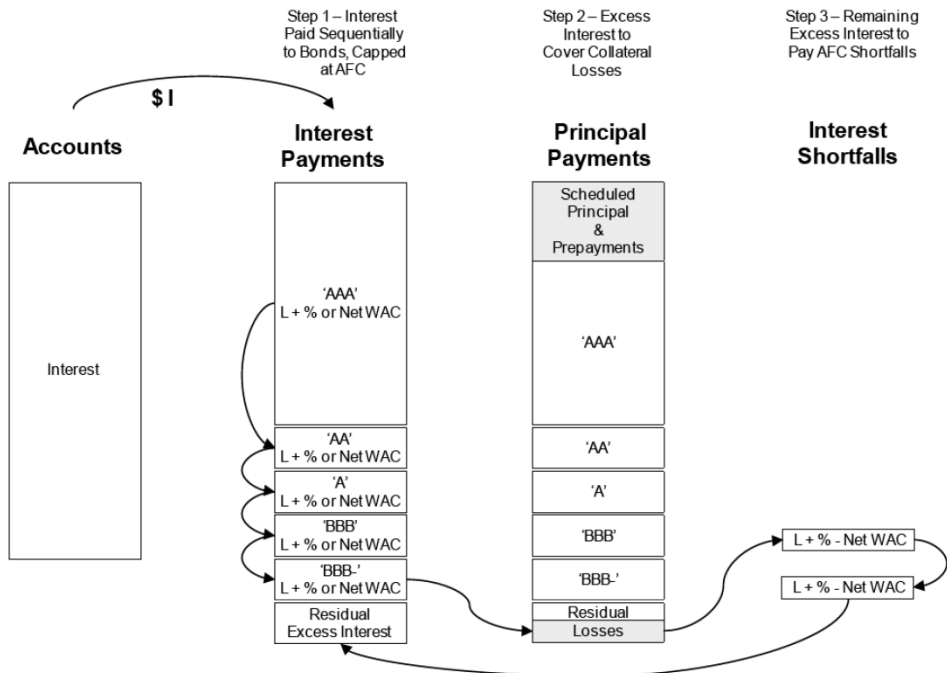 Step 1 – Interest
Paid Sequentially
to Bonds, Capped
at AFC
Step 2 – Excess
Interest to
Cover Collateral
Losses
Step 3 – Remaining
Excess Interest to
Pay AFC Shortfalls
$ I
Accounts
Interest
Payments
Principal
Payments
Interest
Shortfalls
Interest
'AAA'
L + % or Net WAC
'AA'
L + % or Net WAC
'A'
L + % or Net WAC
'BBB'
L + % or Net WAC
'BBB-'
L + % or Net WAC
Residual
Excess Interest
Scheduled
Principal
&
Prepayments
'AAA'
'AA'
'A'
'BBB'
'BBB-'
Residual
Losses
L + % - Net WAC
L + % - Net WAC